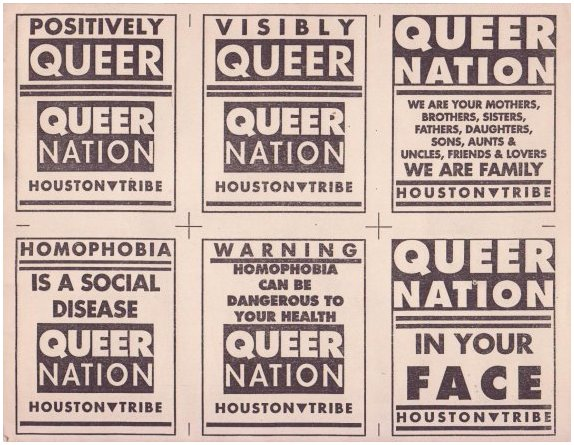 POSITIVELY
QUEER
QUEER
NATION
HOUSTON▼TRIBE
VISIBLY
QUEER
QUEER
NATION
HOUSTON▼TRIBE
QUEER
NATION
WE ARE YOUR MOTHERS,
BROTHERS, SISTERS,
FATHERS, DAUGHTERS,
SONS, AUNTS &
UNCLES, FRIENDS & LOVERS
WE ARE FAMILY
HOUSTON▼TRIBE
HOMOPHOBIA
IS A SOCIAL
DISEASE
QUEER
NATION
HOUSTON▼TRIBE
WARNING
HOMOPHOBIA
CAN BE
DANGEROUS TO
YOUR HEALTH
QUEER
NATION
HOUSTON▼TRIBE
QUEER
NATION
IN YOUR
FACE
HOUSTON▼TRIBE